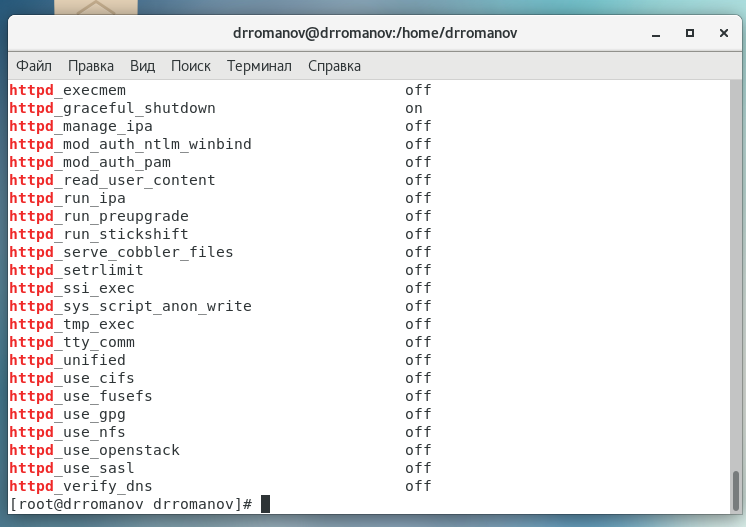 drromanov@drromanov:/home/drromanov
Файл Правка Вид Поиск Терминал Справка
httpd_execmem off
httpd_graceful_shutdown on
httpd_manage_ipa off
httpd_mod_auth_ntlm_winbind off
httpd_mod_auth_pam off
httpd_read_user_content off
httpd_run_ipa off
httpd_run_preupgrade off
httpd_run_stickshift off
httpd_serve_cobbler_files off
httpd_setrlimit off
httpd_ssi_exec off
httpd_sys_script_anon_write off
httpd_tmp_exec off
httpd_tty_comm off
httpd_unified off
httpd_use_cifs off
httpd_use_fusefs off
httpd_use_gpg off
httpd_use_nfs off
httpd_use_openstack off
httpd_use_sasl off
httpd_verify_dns off
[root@drromanov drromanov]#